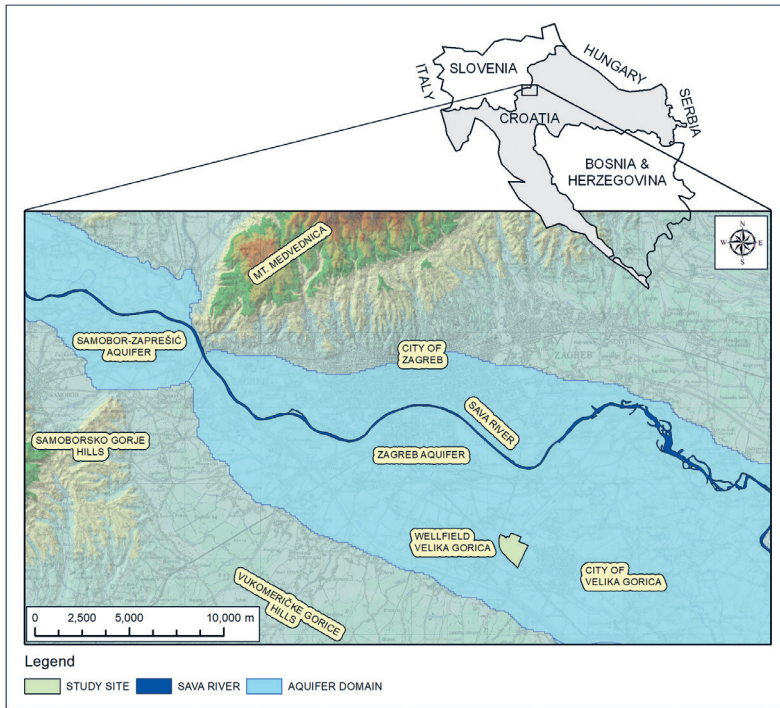 HUNGARY
SLOVENIA
ITALY
SERBIA
CROATIA
BOSNIA &
HERZEGOVINA
N
W E
S
MT. MEDVEDNICA
SAMOBOR-ZAPREŠIĆ
AQUIFER
CITY OF
ZAGREB
ZAGREB
SAVA RIVER
SAMOBORSKO GORJE
HILLS
ZAGREB AQUIFER
WELLFIELD
VELIKA GORICA
CITY OF
VELIKA GORICA
VUKOMERIČKE GORICE
HILLS
0 2,500 5,000 10,000 m
Legend
STUDY SITE SAVA RIVER AQUIFER DOMAIN